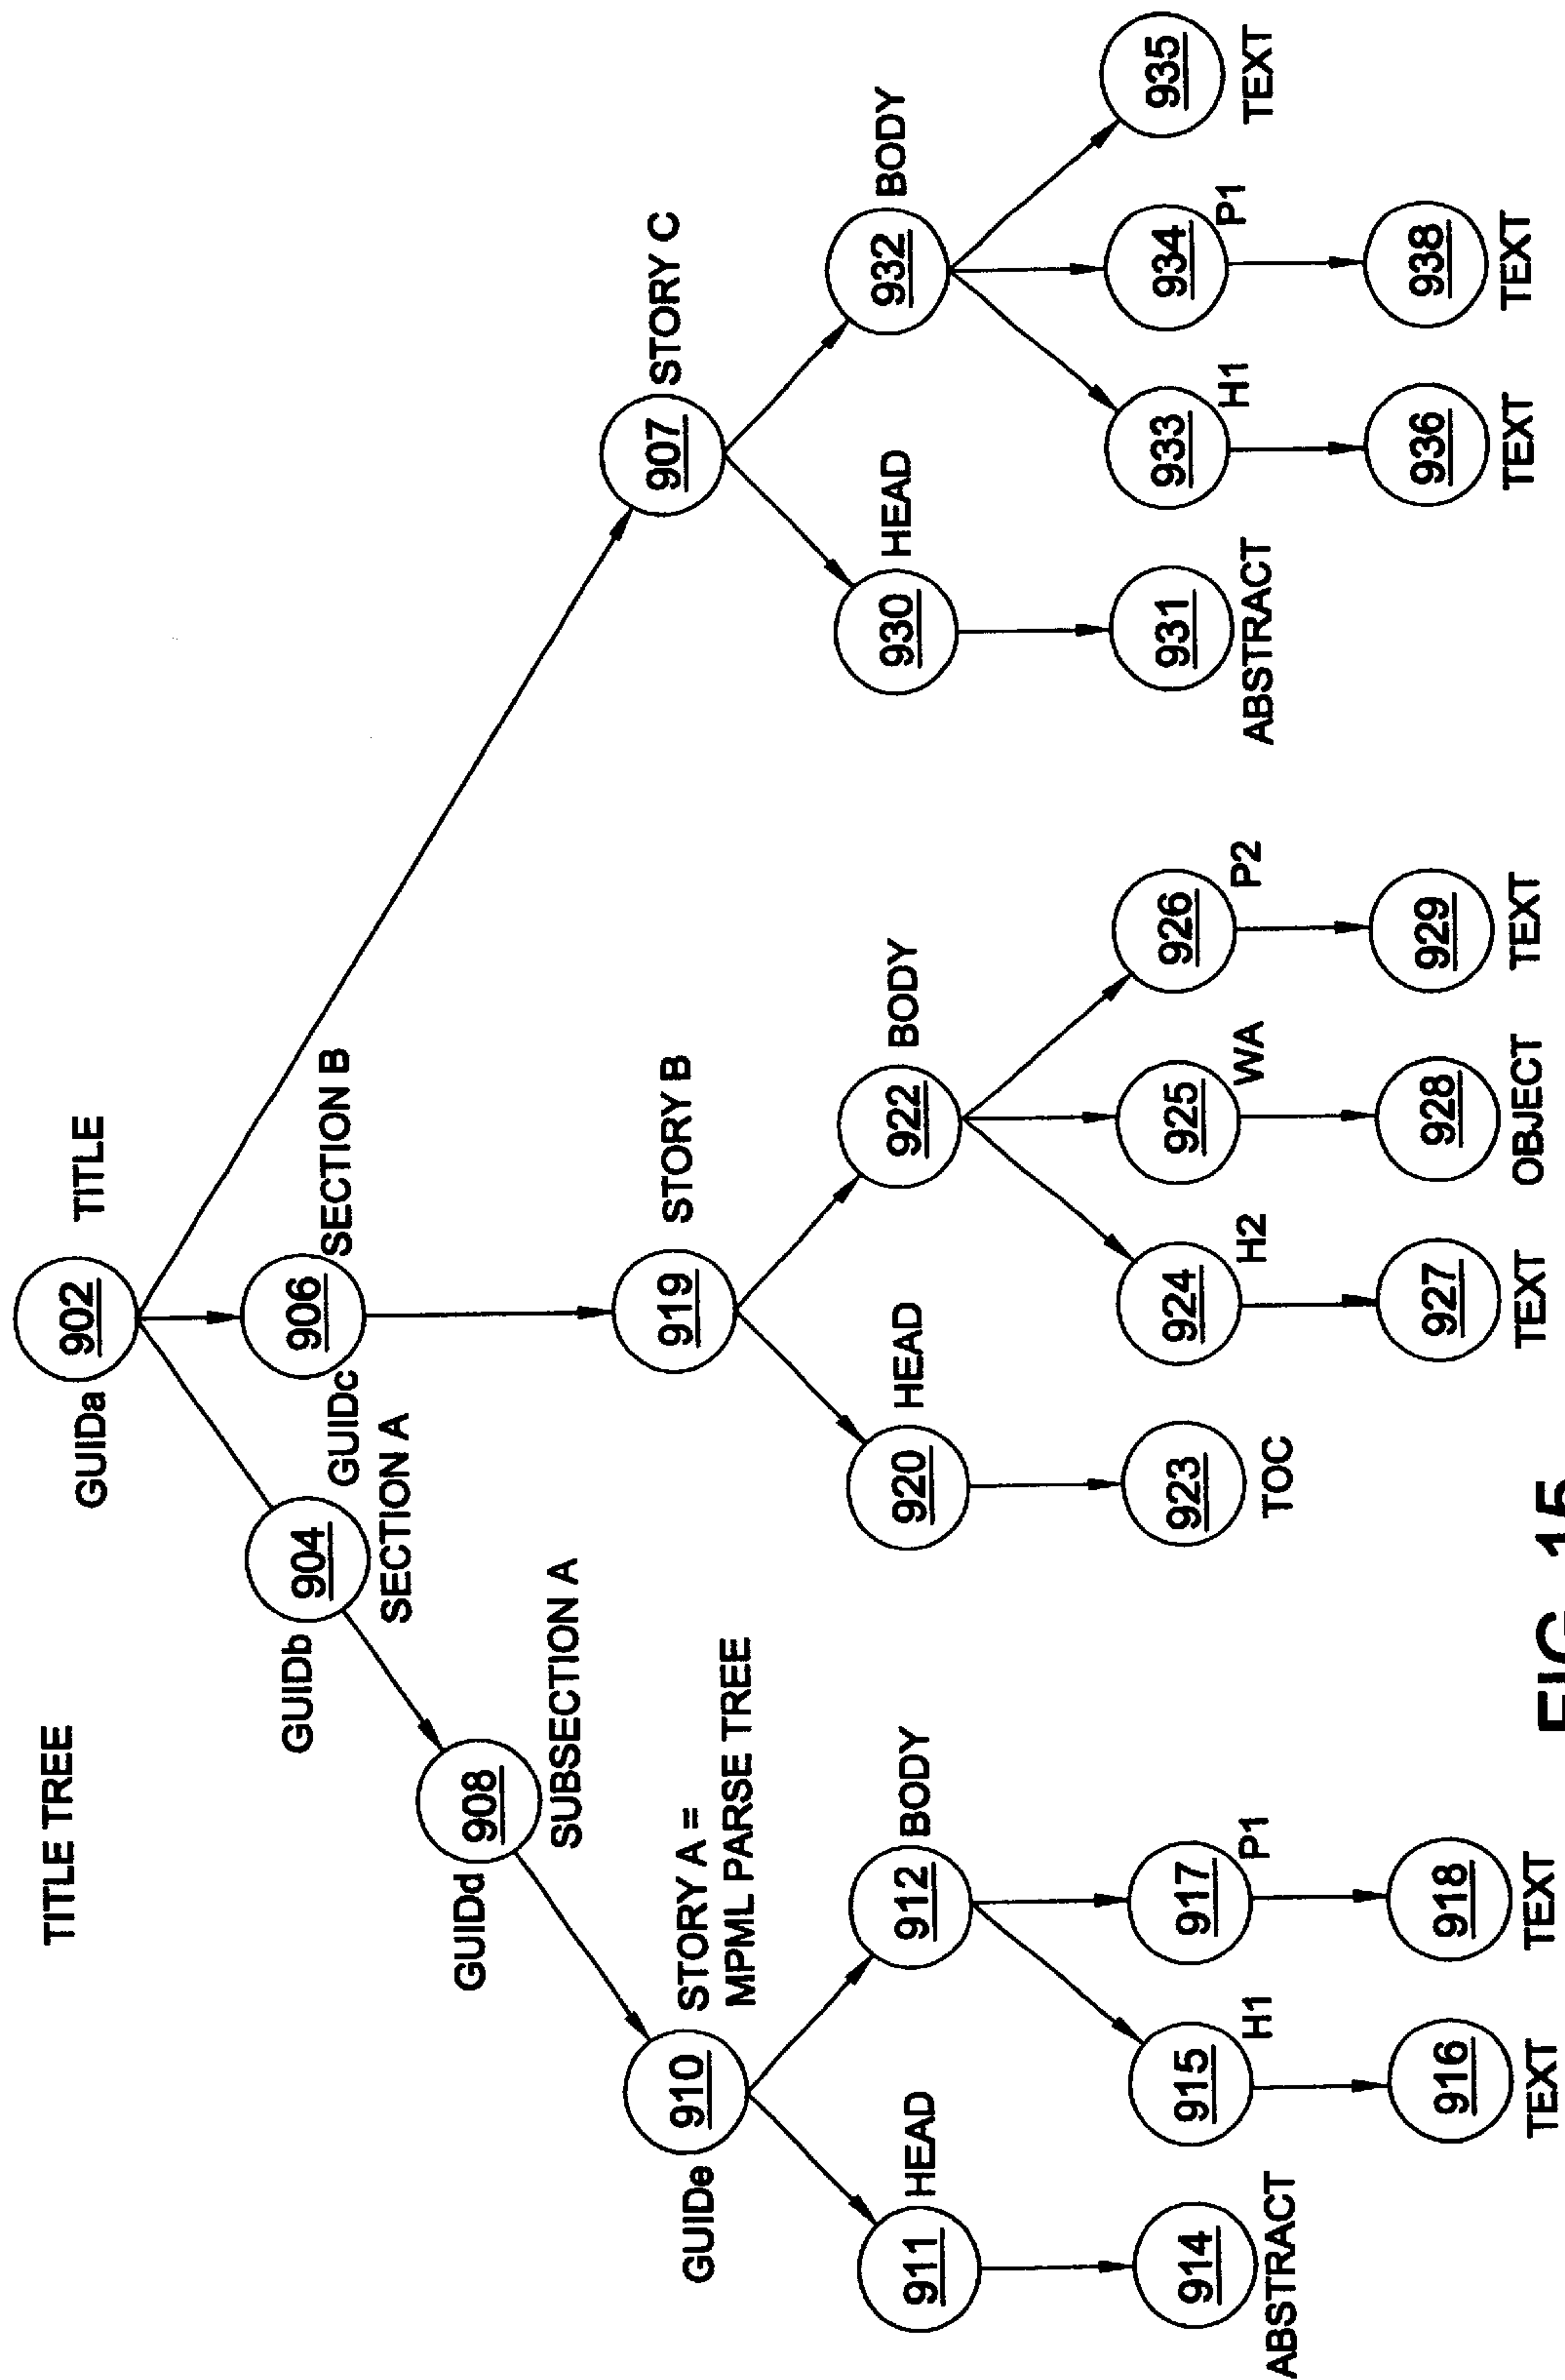 TITLE TREE
GUIDa
902
TITLE
GUIDb
904
SECTION A
GUIDc
906
SECTION B
GUIDd
908
SUBSECTION A
GUIDe
910
STORY A =
MPML PARSE TREE
919
STORY B
907
STORY C
911
HEAD
912
BODY
920
HEAD
922
BODY
930
HEAD
932
BODY
914
ABSTRACT
915
H1
917
P1
923
TOC
924
H2
925
WA
926
P2
931
ABSTRACT
933
H1
934
P1
935
TEXT
916
TEXT
918
TEXT
927
TEXT
928
OBJECT
929
TEXT
936
TEXT
938
TEXT
FIG. 15